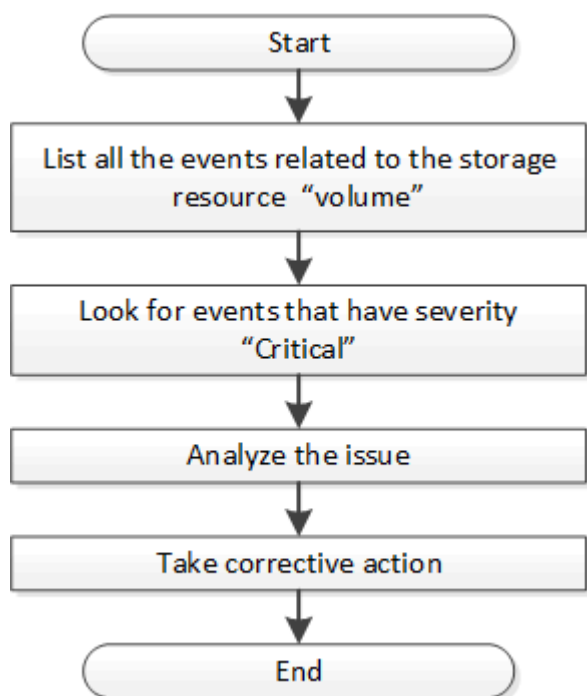 Start
List all the events related to the storage
resource “volume”
Look for events that have severity
“Critical”
Analyze the issue
Take corrective action
End